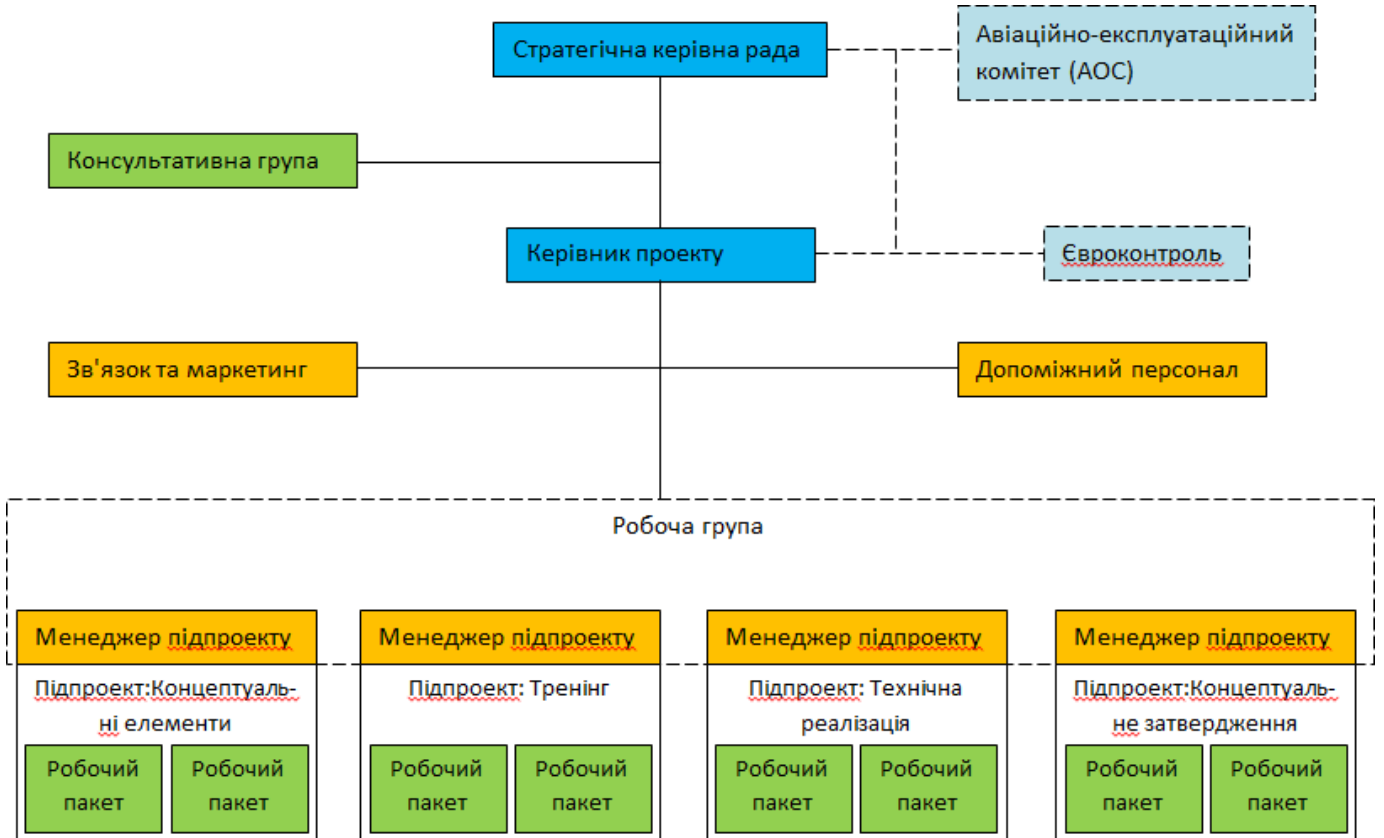 Стратегічна керівна рада
Авіаційно-експлуатаційний
комітет (АОС)
Консультативна група
Керівник проекту
Євроконтроль
Зв'язок та маркетинг
Допоміжний персонал
Робоча група
Менеджер підпроекту
Менеджер підпроекту
Менеджер підпроекту
Менеджер підпроекту
Підпроект:Концептуаль-
ні елементи
Підпроект: Тренінг
Підпроект: Технічна
реалізація
Підпроект:Концептуаль-
не затвердження
Робочий
пакет
Робочий
пакет
Робочий
пакет
Робочий
пакет
Робочий
пакет
Робочий
пакет
Робочий
пакет
Робочий
пакет